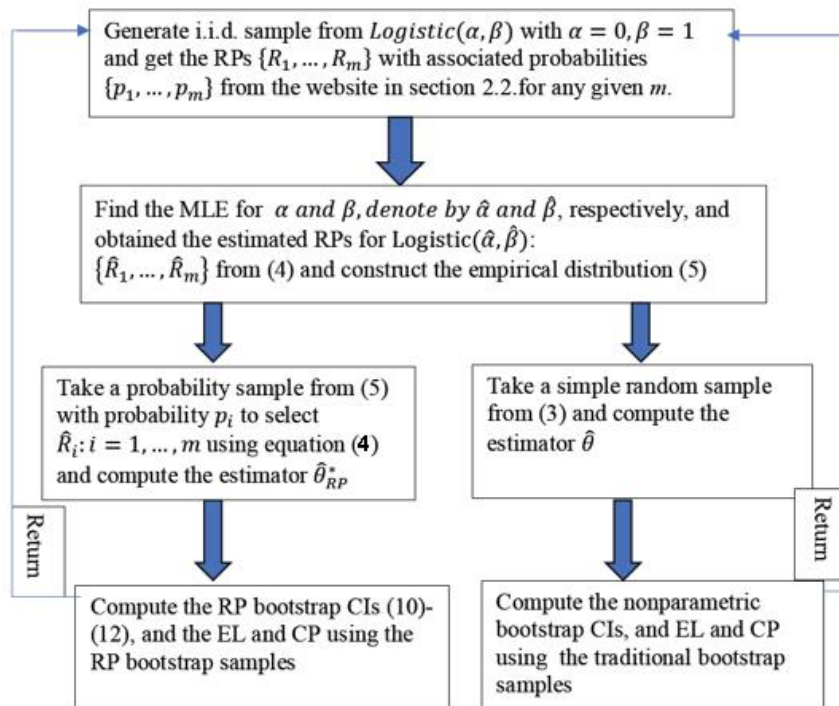 Generate i.i.d. sample from Logistic(α, β) with α = 0, β = 1
and get the RPs {R₁, … , Rₘ} with associated probabilities
{p₁, … , pₘ} from the website in section 2.2.for any given m.
Find the MLE for α and β, denote by α̂ and β̂, respectively, and
obtained the estimated RPs for Logistic(α̂, β̂):
{R̂₁, … , R̂ₘ} from (4) and construct the empirical distribution (5)
Take a probability sample from (5)
with probability pᵢ to select
R̂ᵢ: i = 1, … , m using equation (4)
and compute the estimator θ̂*_RP
Take a simple random sample
from (3) and compute the
estimator θ̂
Return
Return
Compute the RP bootstrap CIs (10)-
(12), and the EL and CP using the
RP bootstrap samples
Compute the nonparametric
bootstrap CIs, and EL and CP
using the traditional bootstrap
samples